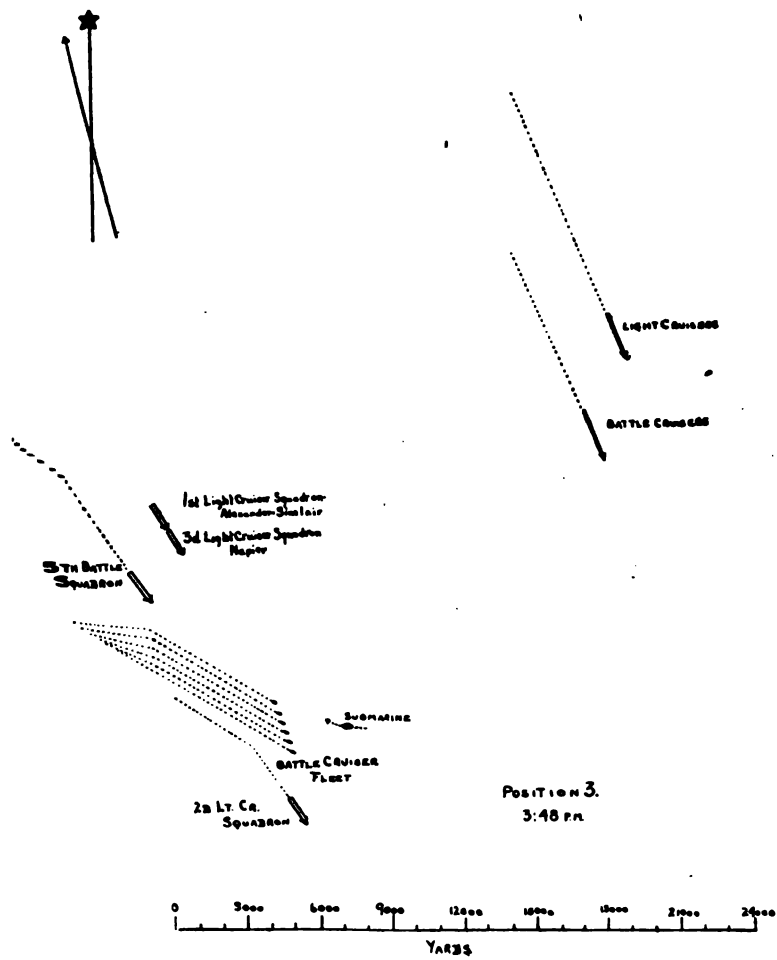 LIGHT CRUISERS
BATTLE CRUISERS
1st Light Cruiser Squadron-
Alexander-Sinclair
3d Light Cruiser Squadron
Napier
5TH BATTLE
SQUADRON
SUBMARINE
BATTLE CRUISER
FLEET
2D LT. CR.
SQUADRON
POSITION 3.
3:48 P.M.
0 3000 6000 9000 12000 15000 18000 21000 24000
YARDS